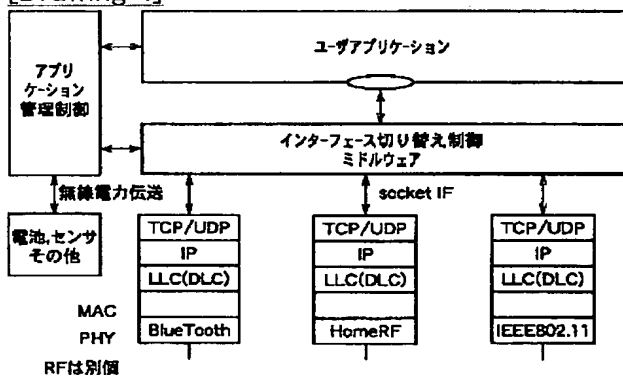 ユーザアプリケーション
アプリ
ケーション
管理制御
インターフェース切り替え制御
ミドルウェア
無線電力伝送
socket IF
電池,センサ
その他
TCP/UDP
IP
LLC(DLC)
BlueTooth
TCP/UDP
IP
LLC(DLC)
HomeRF
TCP/UDP
IP
LLC(DLC)
IEEE802.11
MAC
PHY
RFは別個